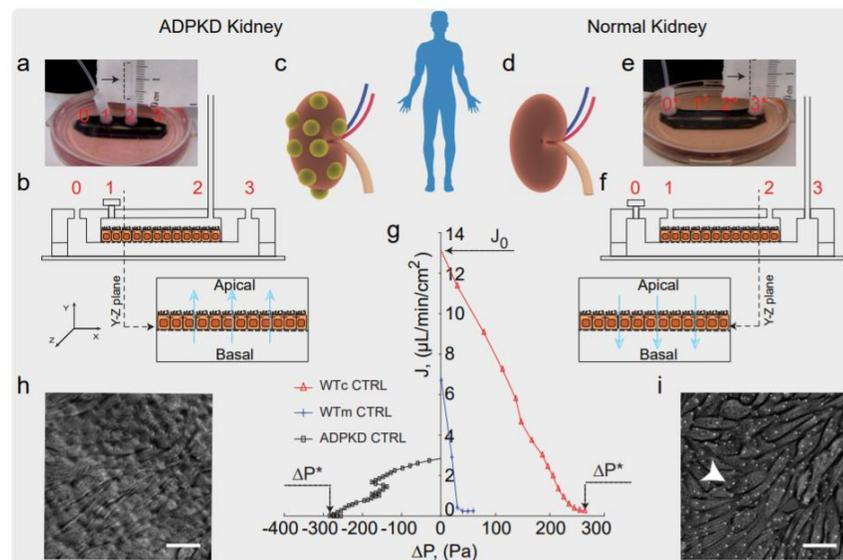 ADPKD Kidney
Normal Kidney
a
c
d
e
0 1 2 3
0* 1* 2* 3*
b
0 1 2 3
f
0 1 2 3
g
J₀
J, (μL/min/cm²)
14
12
10
8
6
4
2
0
Apical
Basal
Y-Z plane
Y
X
Z
Apical
Basal
Y-Z plane
h
WTc CTRL
WTm CTRL
ADPKD CTRL
ΔP*
ΔP*
i
-400 -300 -200 -100 0 100 200 300
ΔP, (Pa)